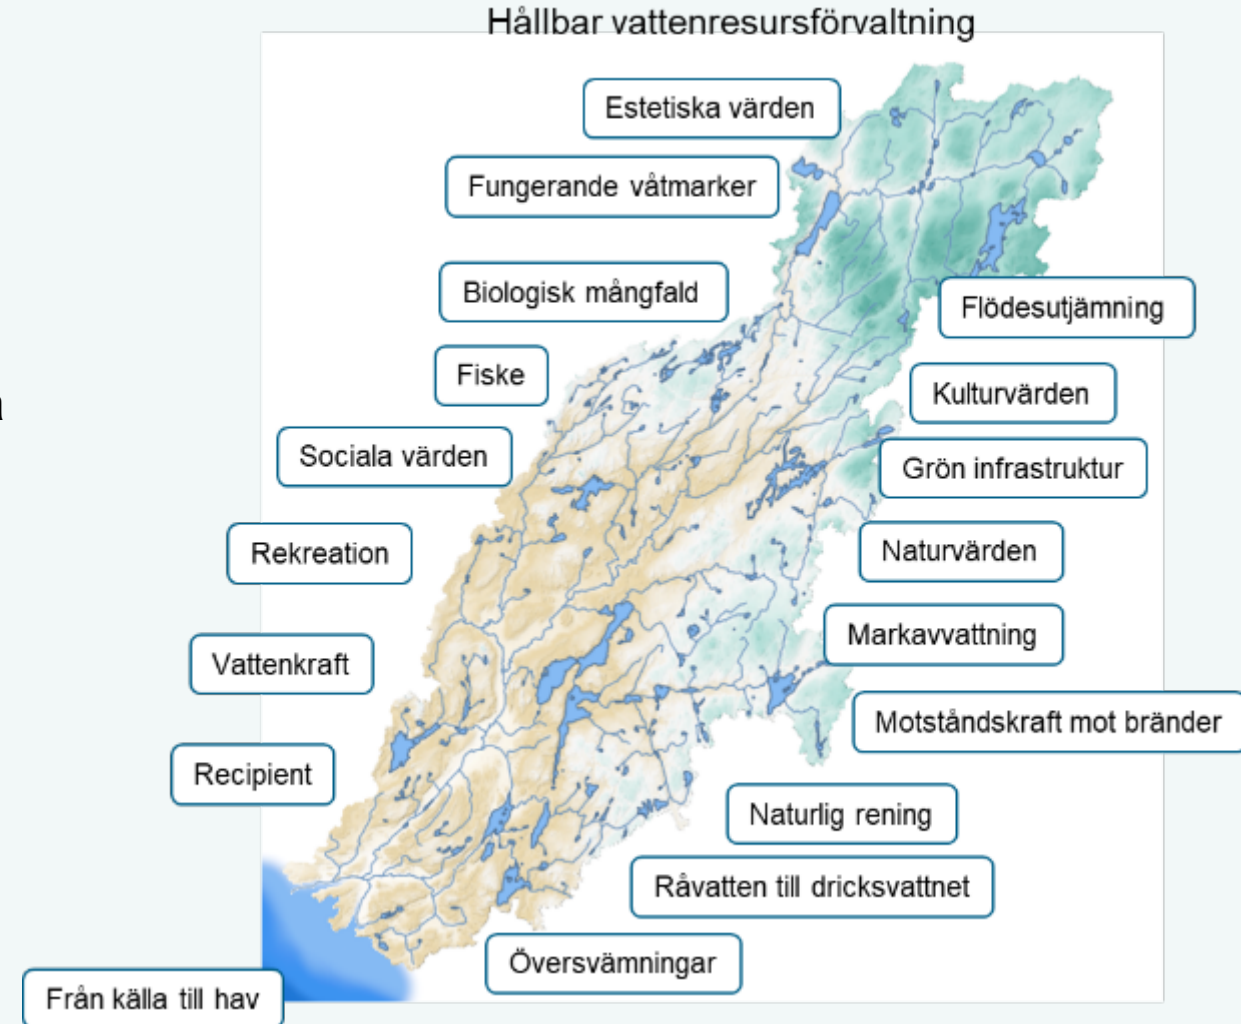 Hållbar vattenresursförvaltning
Estetiska värden
Fungerande våtmarker
Biologisk mångfald
Flödesutjämning
Fiske
Kulturvärden
Sociala värden
Grön infrastruktur
Rekreation
Naturvärden
Markavvattning
Vattenkraft
Motståndskraft mot bränder
Recipient
Naturlig rening
Råvatten till dricksvattnet
Översvämningar
Från källa till hav